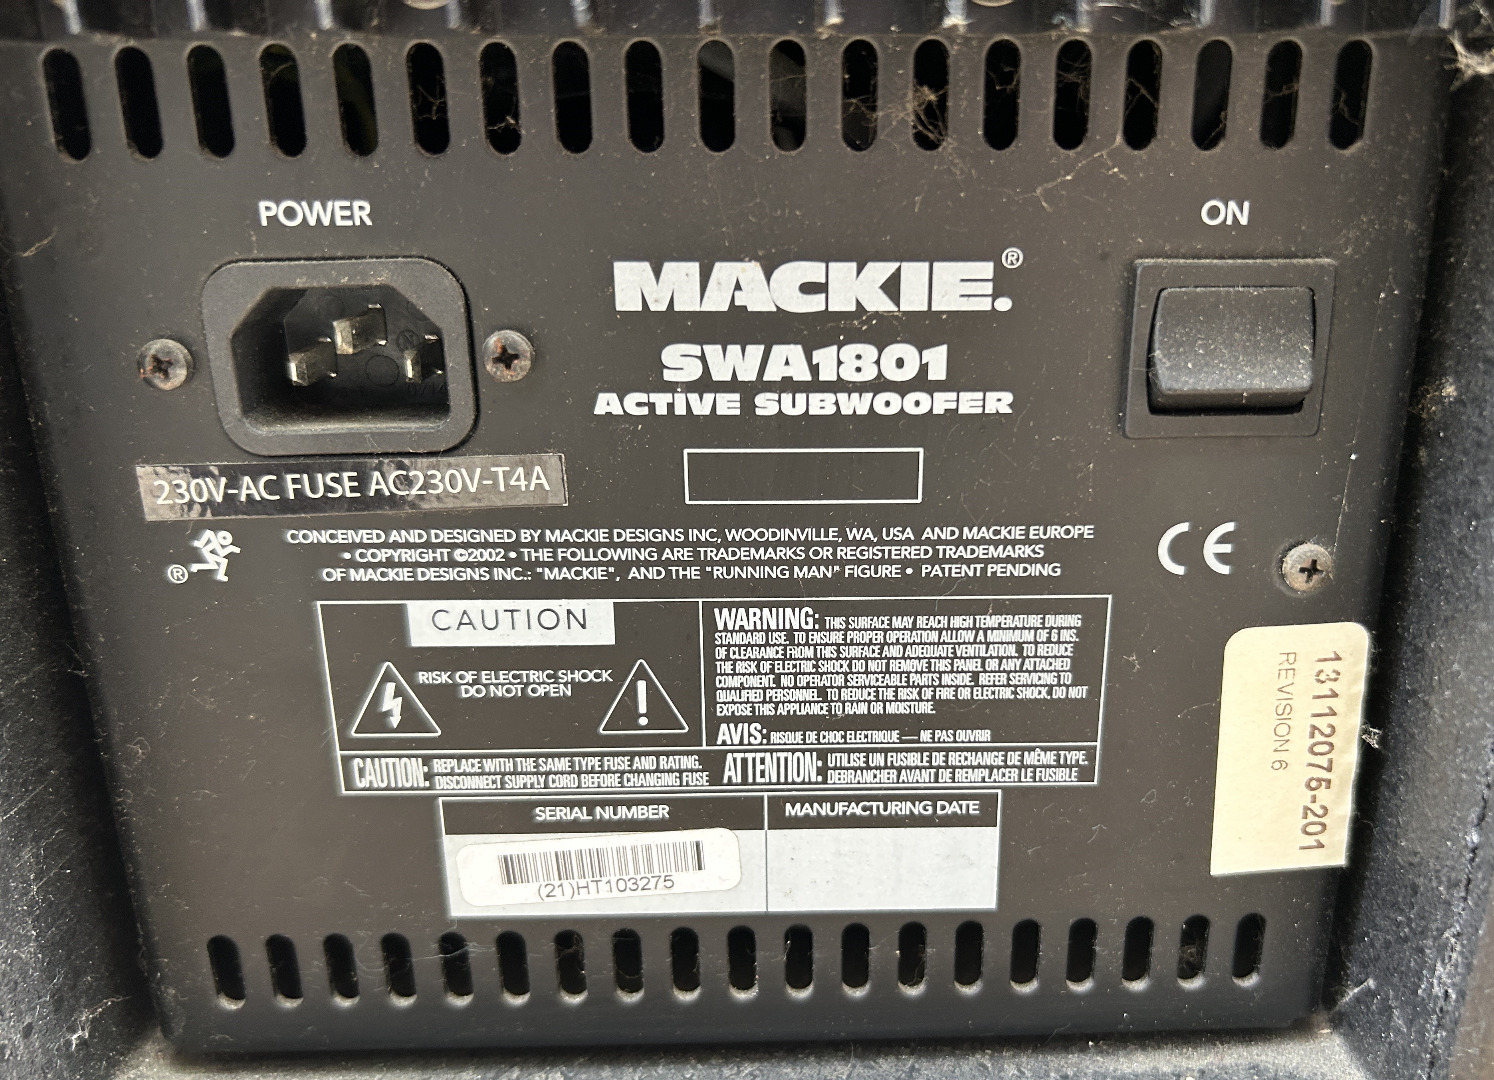 POWER
ON
MACKIE.®
SWA1801
ACTIVE SUBWOOFER
230V-AC FUSE AC230V-T4A
®
CONCEIVED AND DESIGNED BY MACKIE DESIGNS INC, WOODINVILLE, WA, USA AND MACKIE EUROPE
• COPYRIGHT ©2002 • THE FOLLOWING ARE TRADEMARKS OR REGISTERED TRADEMARKS
OF MACKIE DESIGNS INC.: "MACKIE", AND THE "RUNNING MAN" FIGURE • PATENT PENDING
CE
CAUTION
RISK OF ELECTRIC SHOCK
DO NOT OPEN
WARNING: THIS SURFACE MAY REACH HIGH TEMPERATURE DURING
STANDARD USE. TO ENSURE PROPER OPERATION ALLOW A MINIMUM OF 6 INS.
OF CLEARANCE FROM THIS SURFACE AND ADEQUATE VENTILATION. TO REDUCE
THE RISK OF ELECTRIC SHOCK DO NOT REMOVE THIS PANEL OR ANY ATTACHED
COMPONENT. NO OPERATOR SERVICEABLE PARTS INSIDE. REFER SERVICING TO
QUALIFIED PERSONNEL. TO REDUCE THE RISK OF FIRE OR ELECTRIC SHOCK, DO NOT
EXPOSE THIS APPLIANCE TO RAIN OR MOISTURE.
AVIS: RISQUE DE CHOC ELECTRIQUE — NE PAS OUVRIR
CAUTION: REPLACE WITH THE SAME TYPE FUSE AND RATING.
DISCONNECT SUPPLY CORD BEFORE CHANGING FUSE
ATTENTION: UTILISE UN FUSIBLE DE RECHANGE DE MÊME TYPE.
DEBRANCHER AVANT DE REMPLACER LE FUSIBLE
13112075-201
REVISION 6
SERIAL NUMBER
MANUFACTURING DATE
(21)HT103275